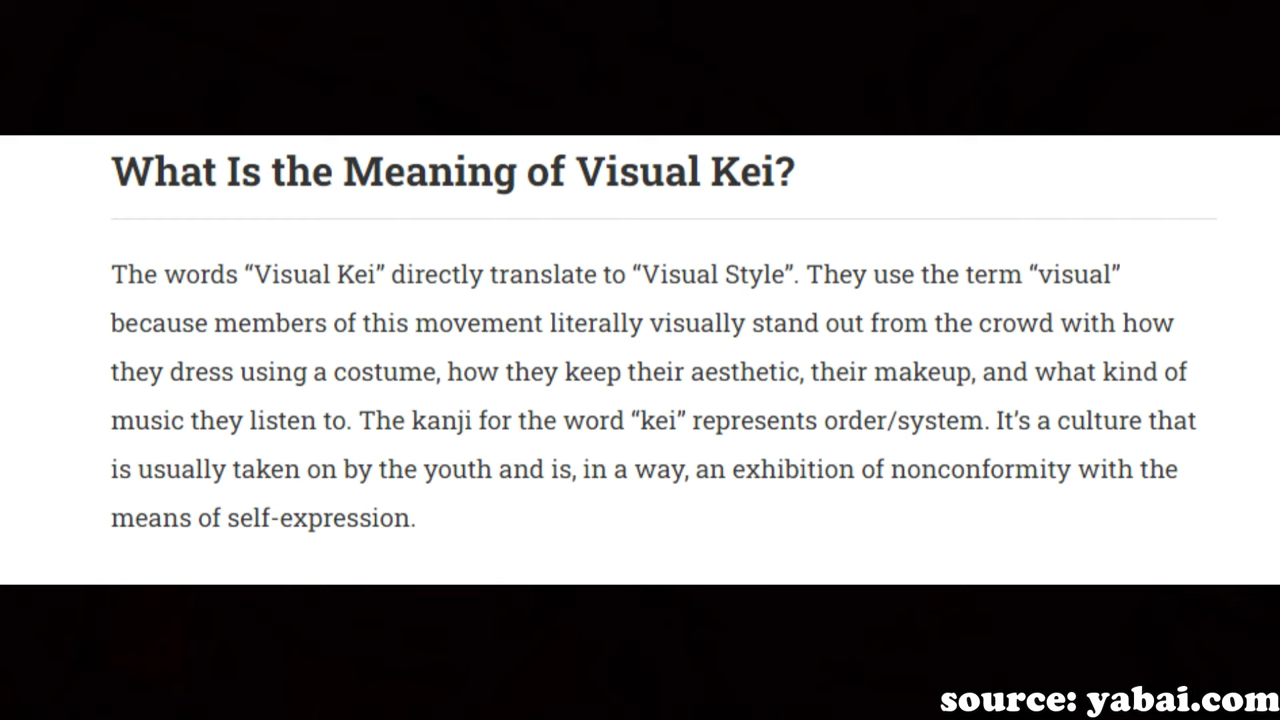 What Is the Meaning of Visual Kei?
The words “Visual Kei” directly translate to “Visual Style”. They use the term “visual”
because members of this movement literally visually stand out from the crowd with how
they dress using a costume, how they keep their aesthetic, their makeup, and what kind of
music they listen to. The kanji for the word “kei” represents order/system. It’s a culture that
is usually taken on by the youth and is, in a way, an exhibition of nonconformity with the
means of self-expression.
source: yabai.com